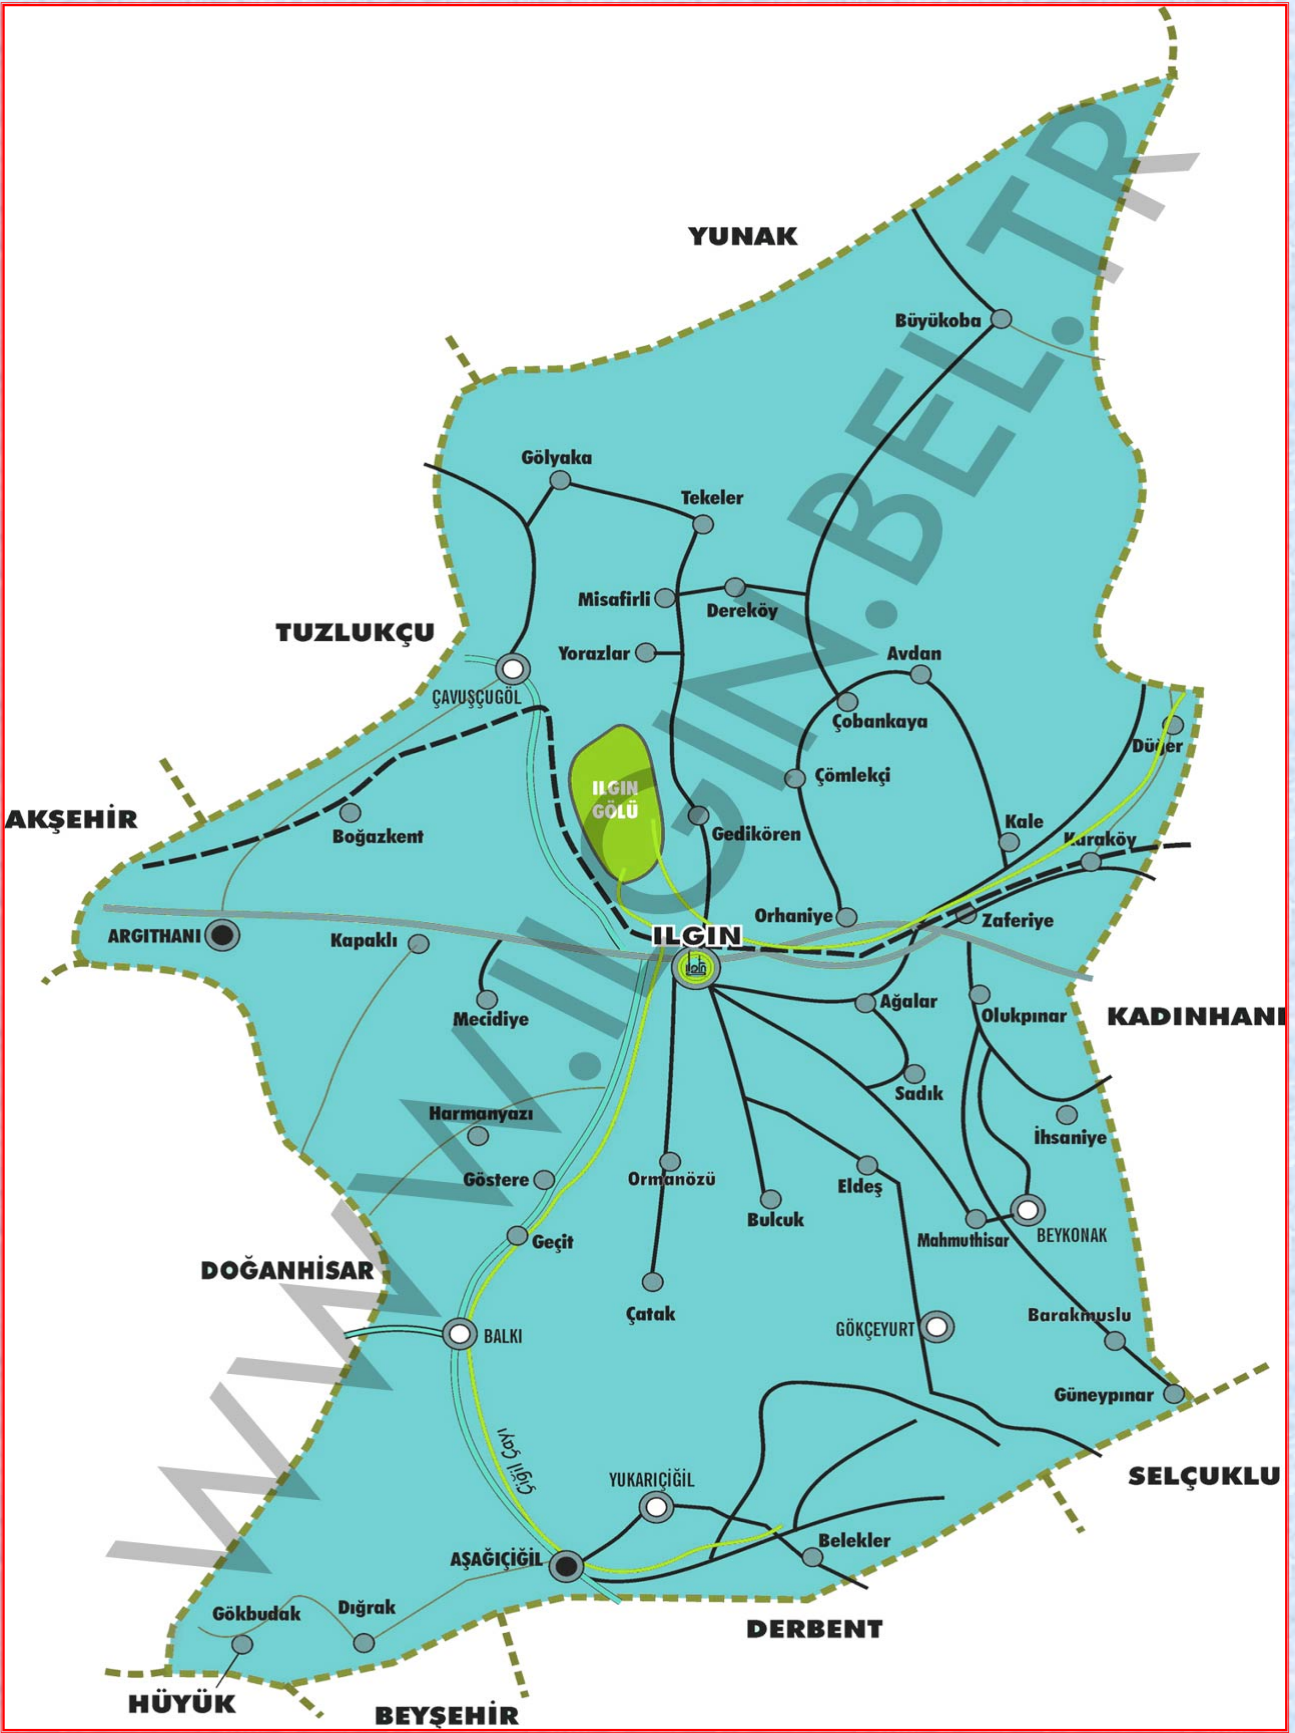 YUNAK
Büyükoba
Gölyaka
Tekeler
Misafirli
Dereköy
TUZLUKÇU
Yorazlar
Avdan
ÇAVUŞÇUGÖL
Çobankaya
Düğer
Çömlekçi
ILGIN
GÖLÜ
AKŞEHİR
Boğazkent
Gediköre​n
Kale
Kuraköy
Orhaniye
Zaferiye
ARGITHANI
Kapaklı
ILGIN
Mecidiye
Ağalar
Olukpınar
KADINHANI
Sadık
Harmanyazı
İhsaniye
Göstere
Ormanözü
Eldeş
Bulcuk
Geçit
Mahmuthisar
BEYKONAK
DOĞANHİSAR
Çatak
Barakmuslu
BALKI
GÖKÇEYURT
Güneypınar
Çiğil Çayı
YUKARIÇİĞİL
SELÇUKLU
Belekler
AŞAĞIÇİĞİL
Gökbudak
Dığrak
DERBENT
HÜYÜK
BEYŞEHİR
WWW.ILGIN.BEL.TR